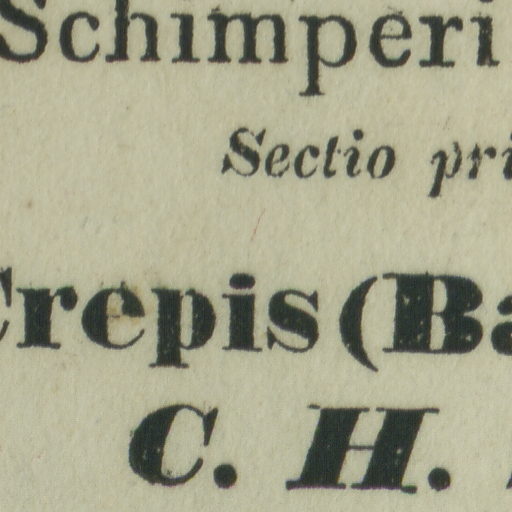 Schimperi
Sectio pri
Crepis (Ba
C. H.